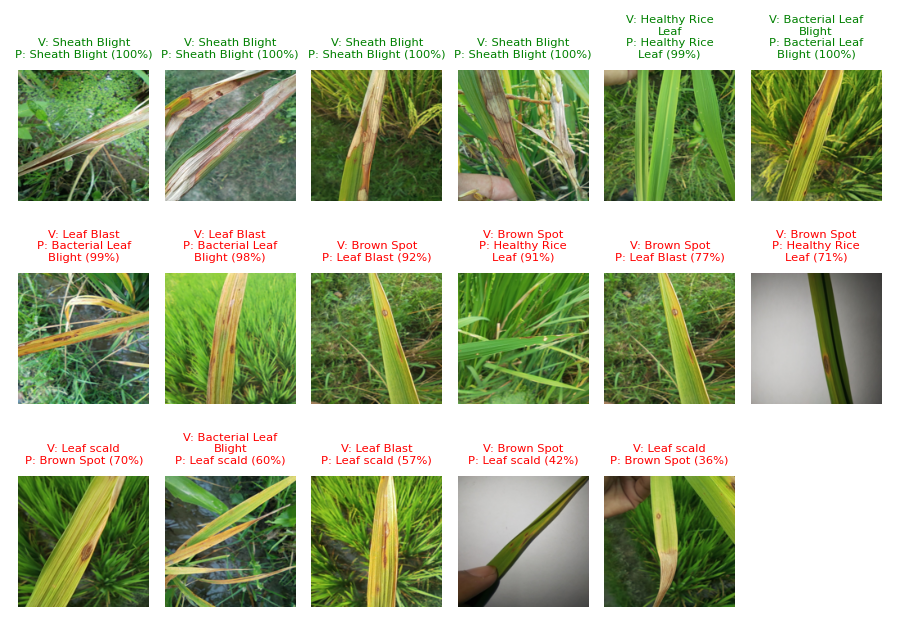 V: Sheath Blight
P: Sheath Blight (100%)
V: Sheath Blight
P: Sheath Blight (100%)
V: Sheath Blight
P: Sheath Blight (100%)
V: Sheath Blight
P: Sheath Blight (100%)
V: Healthy Rice
Leaf
P: Healthy Rice
Leaf (99%)
V: Bacterial Leaf
Blight
P: Bacterial Leaf
Blight (100%)
V: Leaf Blast
P: Bacterial Leaf
Blight (99%)
V: Leaf Blast
P: Bacterial Leaf
Blight (98%)
V: Brown Spot
P: Leaf Blast (92%)
V: Brown Spot
P: Healthy Rice
Leaf (91%)
V: Brown Spot
P: Leaf Blast (77%)
V: Brown Spot
P: Healthy Rice
Leaf (71%)
V: Leaf scald
P: Brown Spot (70%)
V: Bacterial Leaf
Blight
P: Leaf scald (60%)
V: Leaf Blast
P: Leaf scald (57%)
V: Brown Spot
P: Leaf scald (42%)
V: Leaf scald
P: Brown Spot (36%)